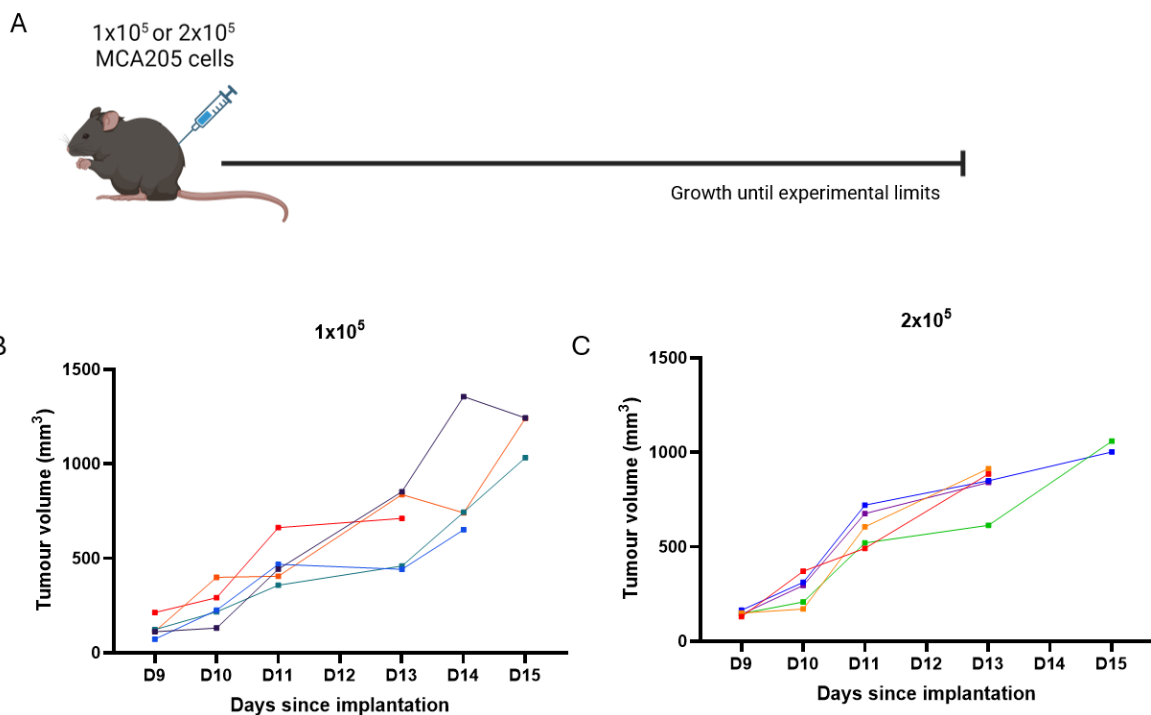 A
1x10⁵ or 2x10⁵
MCA205 cells
Growth until experimental limits
B
1x10⁵
Tumour volume (mm³)
1500
1000
500
0
D9 D10 D11 D12 D13 D14 D15
Days since implantation
C
2x10⁵
Tumour volume (mm³)
1500
1000
500
0
D9 D10 D11 D12 D13 D14 D15
Days since implantation